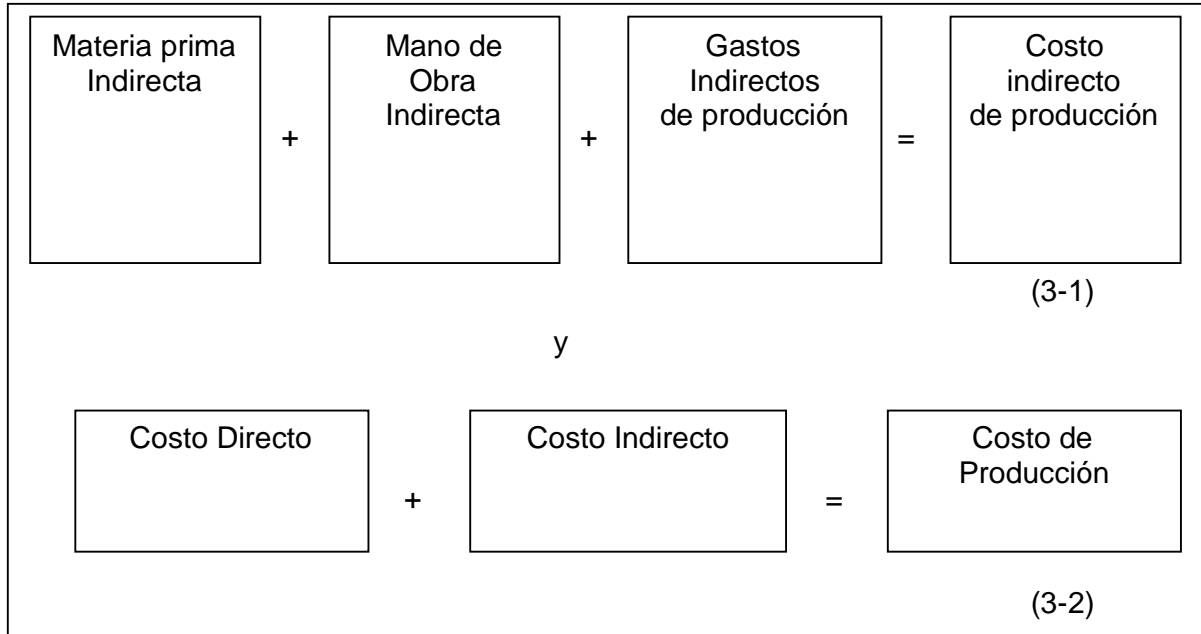 Materia prima
Indirecta
+
Mano de
Obra
Indirecta
+
Gastos
Indirectos
de producción
=
Costo
indirecto
de producción
(3-1)
y
Costo Directo
+
Costo Indirecto
=
Costo de
Producción
(3-2)